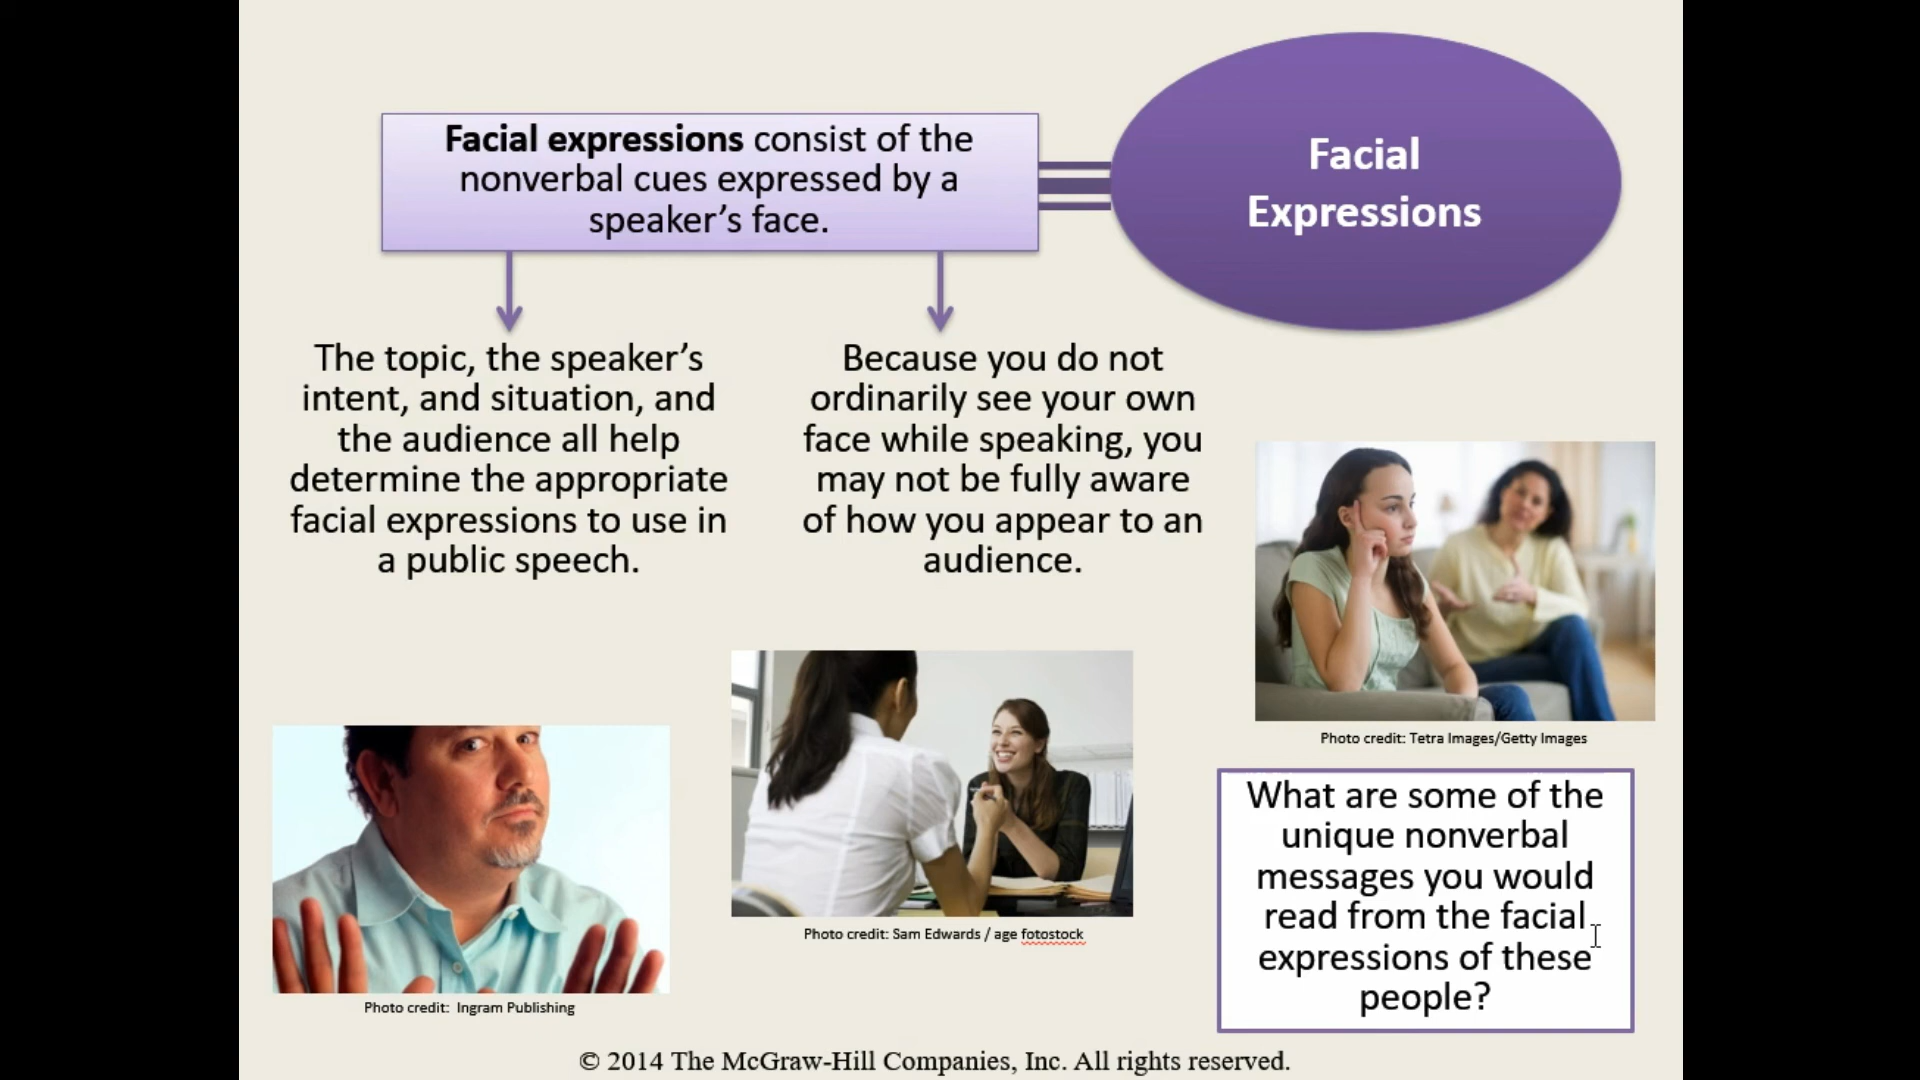 Facial expressions consist of the
nonverbal cues expressed by a
speaker’s face.
Facial
Expressions
The topic, the speaker’s
intent, and situation, and
the audience all help
determine the appropriate
facial expressions to use in
a public speech.
Because you do not
ordinarily see your own
face while speaking, you
may not be fully aware
of how you appear to an
audience.
Photo credit: Tetra Images/Getty Images
Photo credit: Sam Edwards / age fotostock
Photo credit:  Ingram Publishing
What are some of the
unique nonverbal
messages you would
read from the facial
expressions of these
people?
© 2014 The McGraw-Hill Companies, Inc. All rights reserved.